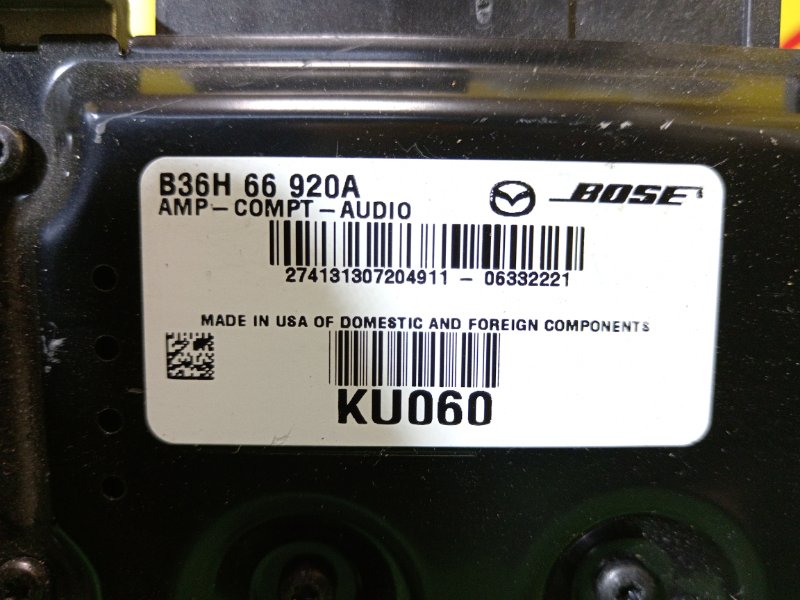 B36H 66 920A
BOSE
AMP-COMPT-AUDIO
274131307204911 - 06332221
MADE IN USA OF DOMESTIC AND FOREIGN COMPONENTS
KU060